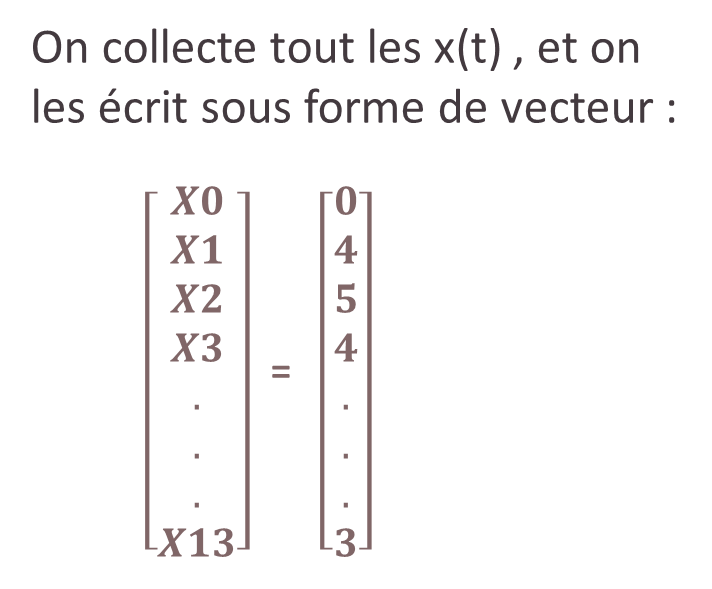 On collecte tout les x(t) , et on
les écrit sous forme de vecteur :
X0 0
X1 4
X2 5
X3 4
=
. .
. .
. .
X13 3